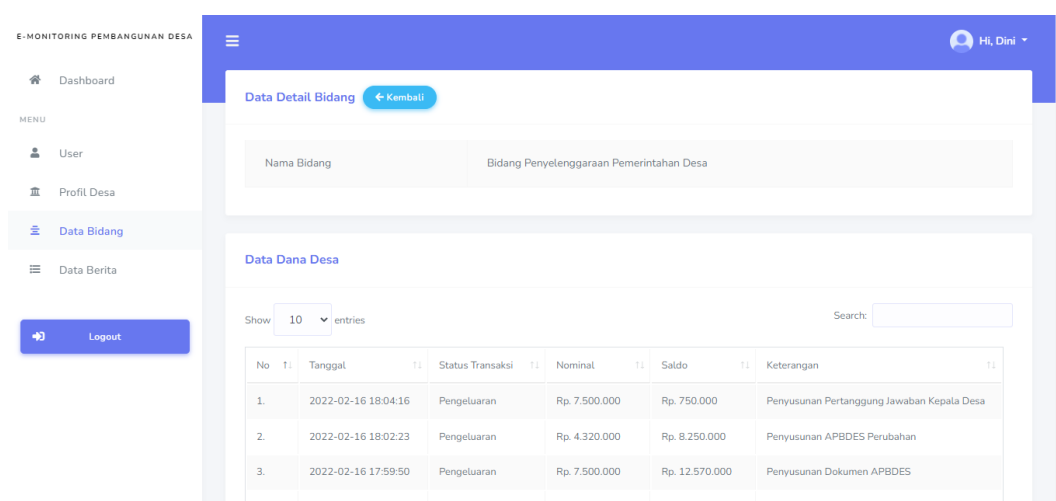 E-MONITORING PEMBANGUNAN DESA
Hi, Dini
Dashboard
MENU
User
Profil Desa
Data Bidang
Data Berita
Logout
Data Detail Bidang ← Kembali
Nama Bidang Bidang Penyelenggaraan Pemerintahan Desa
Data Dana Desa
Show 10 entries Search:
No Tanggal Status Transaksi Nominal Saldo Keterangan
1. 2022-02-16 18:04:16 Pengeluaran Rp. 7.500.000 Rp. 750.000 Penyusunan Pertanggung Jawaban Kepala Desa
2. 2022-02-16 18:02:23 Pengeluaran Rp. 4.320.000 Rp. 8.250.000 Penyusunan APBDES Perubahan
3. 2022-02-16 17:59:50 Pengeluaran Rp. 7.500.000 Rp. 12.570.000 Penyusunan Dokumen APBDES